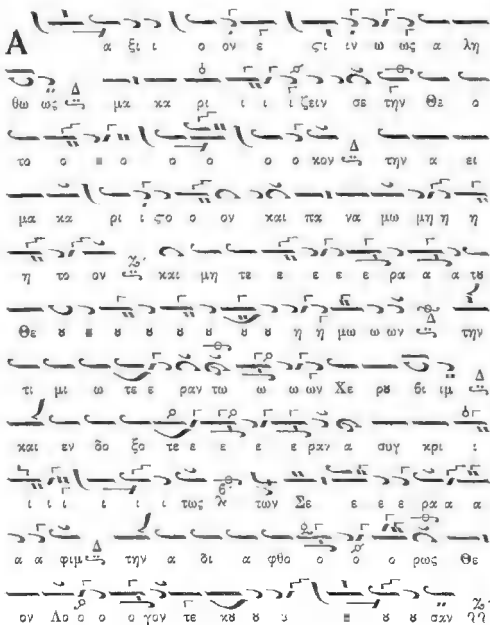 Α α ξι ι ο ον ε ςι ιν ω ως α λη
θω ως Δ μα κα ρι ι ι ι ζειν σε την Θε ο
το ο ο ο ο ο ο κον Δ την α ει
μα κα ρι ι ςο ο ον και πα να μω μη η η
η το ον και μη τε ε ε ε ε ρα α α τȣ
Θε ȣ ȣ ȣ ȣ ȣ ȣ η η μω ω ων Δ την
τι μι ω τε ε ραν τω ω ω ων Χε ρȣ βι ιμ Δ
και εν δο ξο τε ε ε ε ε ραν α συγ κρι ι
ι ι ι ι ι ι τως των Σε ε ε ε ρα α α
α α φιμ Δ την α δι α φθο ο ο ο ρως Θε
ον Λο ο ο ο γον τε κȣ ȣ ȣ ȣ σαν